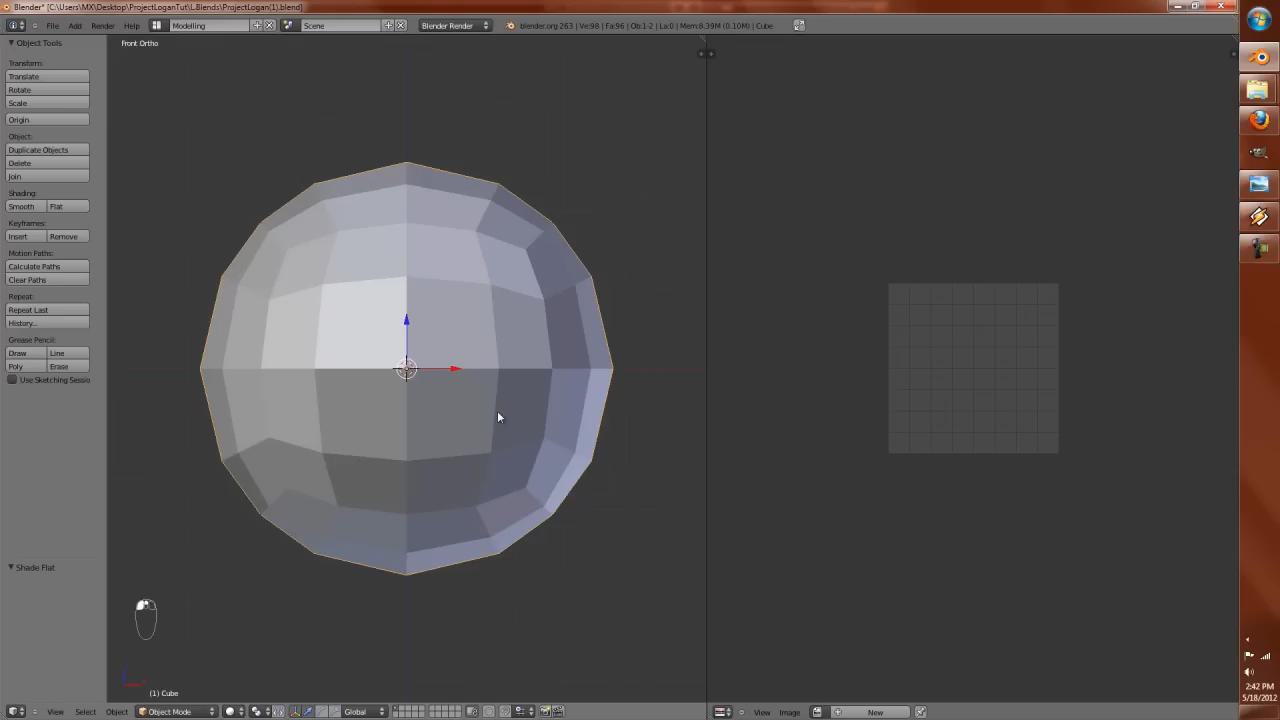 Blender* [C:\Users\MX\Desktop\ProjectLoganTut\LBlends\ProjectLogan(1).blend]
File Add Render Help Modelling Scene Blender Render blender.org 263 | Ve:98 | Fa:96 | Ob:1-2 | La:0 | Mem:8.39M (0.10M) | Cube
Object Tools
Front Ortho
Transform:
Translate
Rotate
Scale
Origin
Object:
Duplicate Objects
Delete
Join
Shading:
Smooth Flat
Keyframes:
Insert Remove
Motion Paths:
Calculate Paths
Clear Paths
Repeat:
Repeat Last
History...
Grease Pencil:
Draw Line
Poly Erase
Use Sketching Sessio
Shade Flat
(1) Cube
View Select Object Object Mode Global View Image New
2:42 PM
5/18/2012